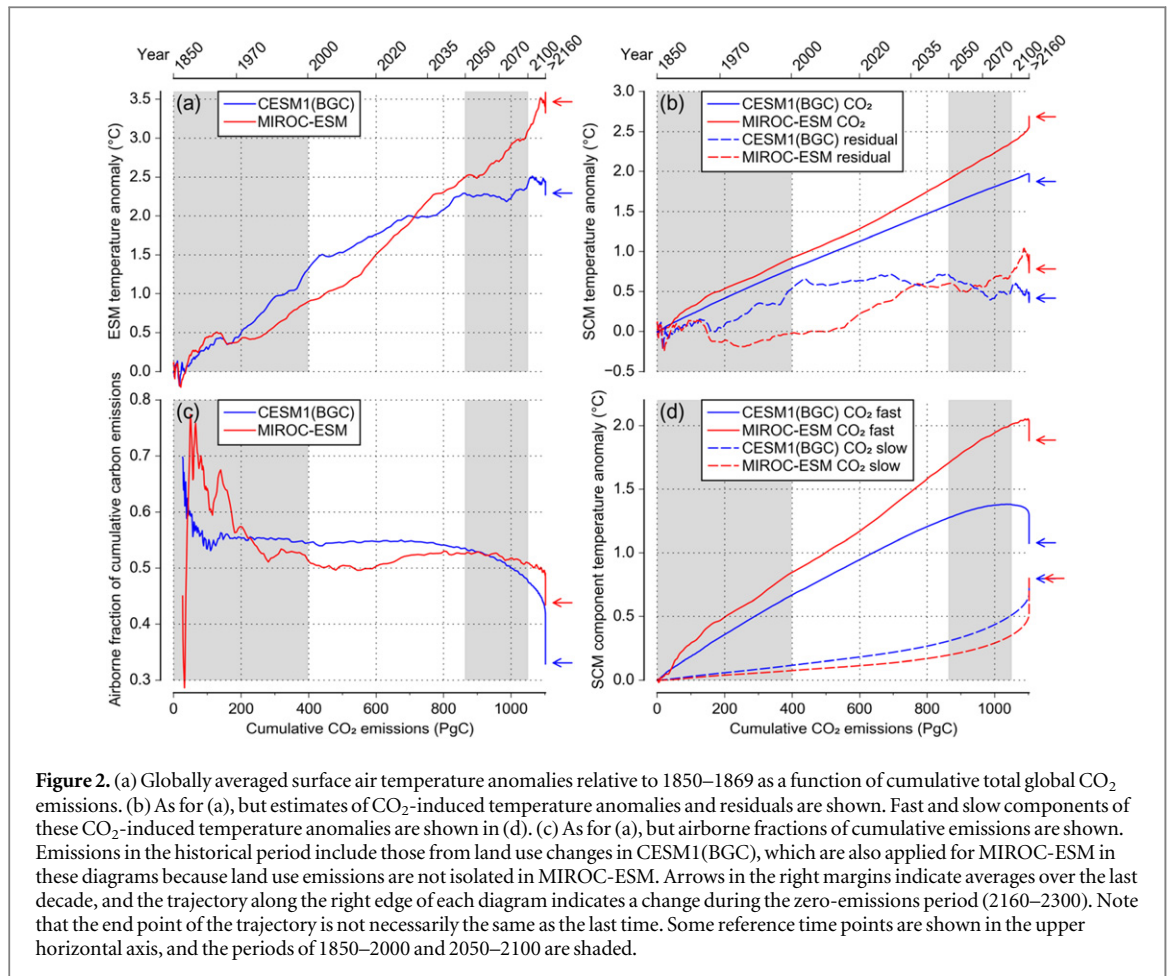 Year 1850 1970 2000 2020 2035 2050 2070 2100 >2160
Year 1850 1970 2000 2020 2035 2050 2070 2100 >2160
(a)
CESM1(BGC)
MIROC-ESM
ESM temperature anomaly (°C)
3.5
3.0
2.5
2.0
1.5
1.0
0.5
0.0
(b)
CESM1(BGC) CO₂
MIROC-ESM CO₂
CESM1(BGC) residual
MIROC-ESM residual
SCM temperature anomaly (°C)
3.0
2.5
2.0
1.5
1.0
0.5
0.0
−0.5
(c)
CESM1(BGC)
MIROC-ESM
Airborne fraction of cumulative carbon emissions
0.8
0.7
0.6
0.5
0.4
0.3
0 200 400 600 800 1000
Cumulative CO₂ emissions (PgC)
(d)
CESM1(BGC) CO₂ fast
MIROC-ESM CO₂ fast
CESM1(BGC) CO₂ slow
MIROC-ESM CO₂ slow
SCM component temperature anomaly (°C)
2.0
1.5
1.0
0.5
0.0
0 200 400 600 800 1000
Cumulative CO₂ emissions (PgC)
Figure 2. (a) Globally averaged surface air temperature anomalies relative to 1850–1869 as a function of cumulative total global CO₂
emissions. (b) As for (a), but estimates of CO₂-induced temperature anomalies and residuals are shown. Fast and slow components of
these CO₂-induced temperature anomalies are shown in (d). (c) As for (a), but airborne fractions of cumulative emissions are shown.
Emissions in the historical period include those from land use changes in CESM1(BGC), which are also applied for MIROC-ESM in
these diagrams because land use emissions are not isolated in MIROC-ESM. Arrows in the right margins indicate averages over the last
decade, and the trajectory along the right edge of each diagram indicates a change during the zero-emissions period (2160–2300). Note
that the end point of the trajectory is not necessarily the same as the last time. Some reference time points are shown in the upper
horizontal axis, and the periods of 1850–2000 and 2050–2100 are shaded.